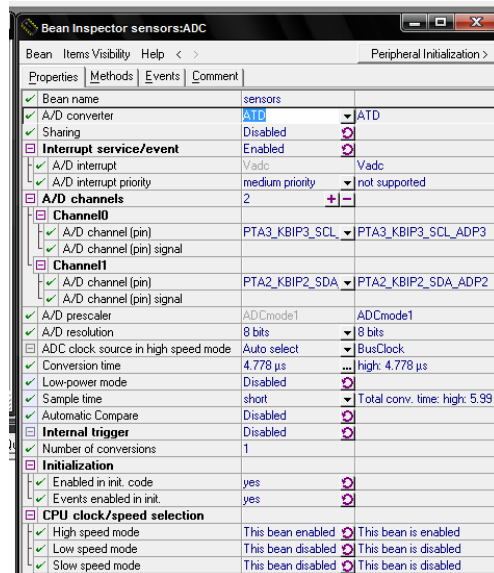 Bean Inspector sensors:ADC
Bean Items Visibility Help < > Peripheral Initialization >
Properties Methods Events Comment
Bean name sensors
A/D converter ATD ATD
Sharing Disabled
Interrupt service/event Enabled
A/D interrupt Vadc Vadc
A/D interrupt priority medium priority not supported
A/D channels 2
Channel0
A/D channel (pin) PTA3_KBIP3_SCL_ PTA3_KBIP3_SCL_ADP3
A/D channel (pin) signal
Channel1
A/D channel (pin) PTA2_KBIP2_SDA_ PTA2_KBIP2_SDA_ADP2
A/D channel (pin) signal
A/D prescaler ADCmode1 ADCmode1
A/D resolution 8 bits 8 bits
ADC clock source in high speed mode Auto select BusClock
Conversion time 4.778 µs ... high: 4.778 µs
Low-power mode Disabled
Sample time short Total conv. time: high: 5.99
Automatic Compare Disabled
Internal trigger Disabled
Number of conversions 1
Initialization
Enabled in init. code yes
Events enabled in init. yes
CPU clock/speed selection
High speed mode This bean enabled This bean is enabled
Low speed mode This bean disabled This bean is disabled
Slow speed mode This bean disabled This bean is disabled